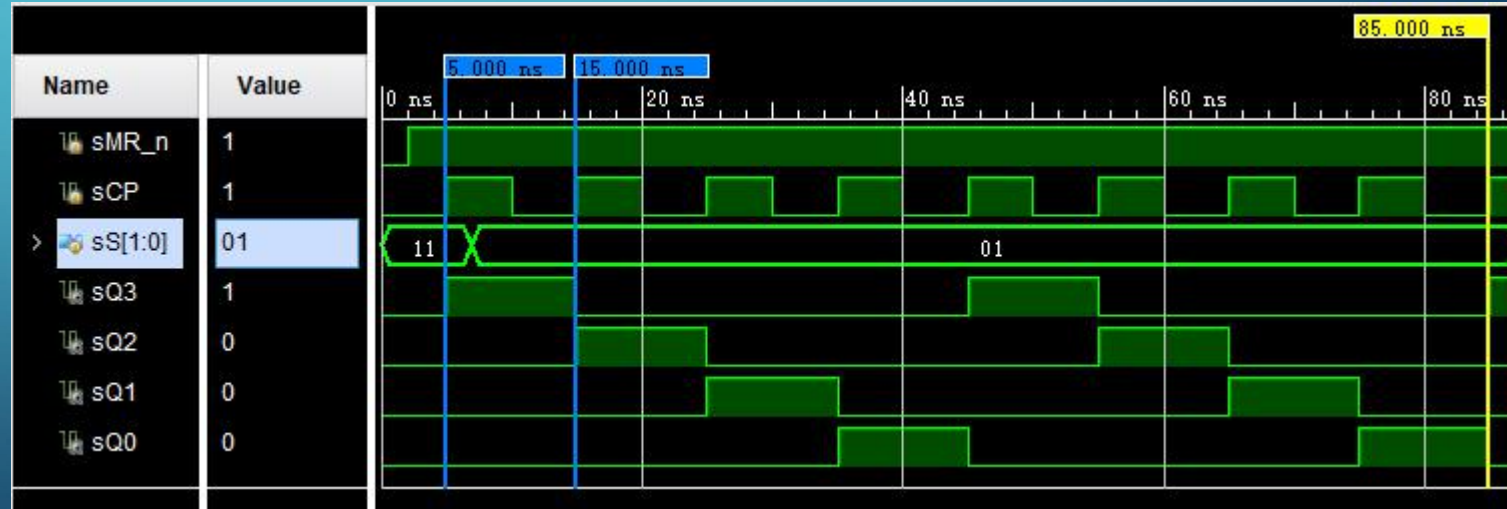 85.000 ns
5.000 ns 15.000 ns
Name Value
0 ns 20 ns 40 ns 60 ns 80 ns
sMR_n 1
sCP 1
> sS[1:0] 01 11 01
sQ3 1
sQ2 0
sQ1 0
sQ0 0